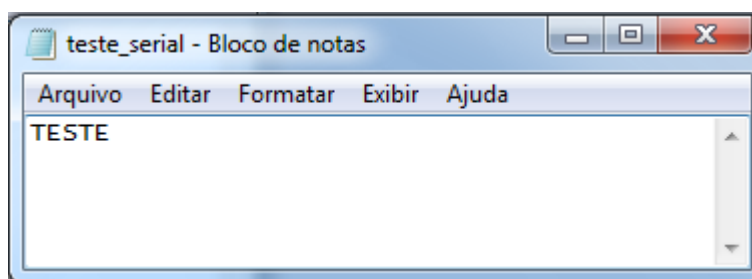 teste_serial - Bloco de notas
Arquivo Editar Formatar Exibir Ajuda
TESTE